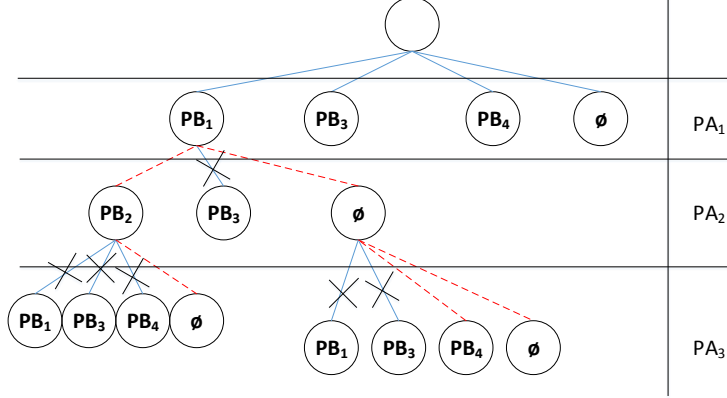 PB₁ PB₃ PB₄ ø PA₁
PB₂ PB₃ ø PA₂
PB₁ PB₃ PB₄ ø PB₁ PB₃ PB₄ ø PA₃